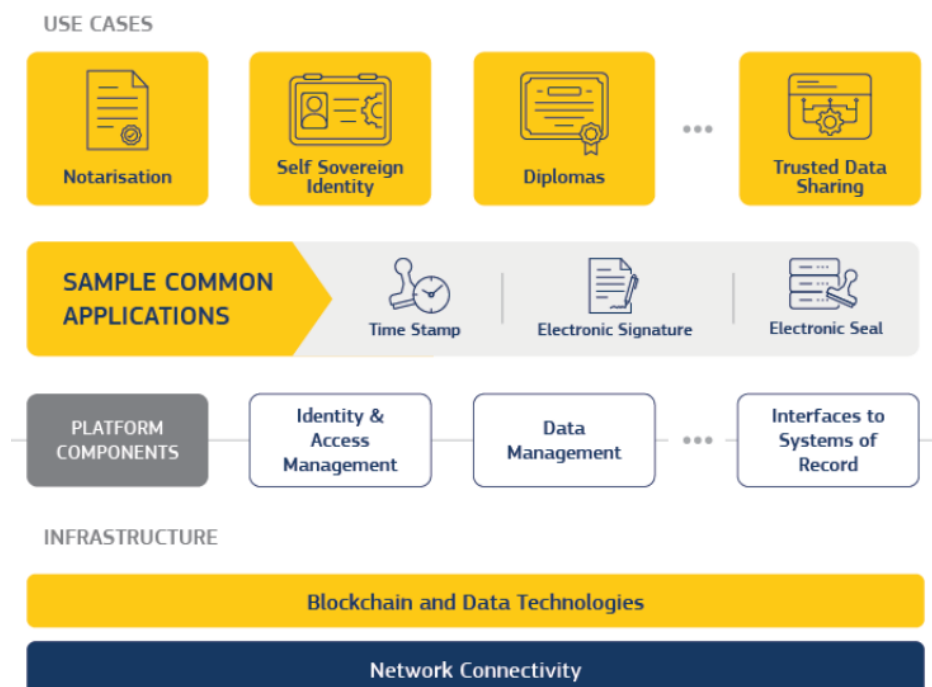 USE CASES
Notarisation
Self Sovereign
Identity
Diplomas
...
Trusted Data
Sharing
SAMPLE COMMON
APPLICATIONS
Time Stamp
Electronic Signature
Electronic Seal
PLATFORM
COMPONENTS
Identity &
Access
Management
Data
Management
...
Interfaces to
Systems of
Record
INFRASTRUCTURE
Blockchain and Data Technologies
Network Connectivity